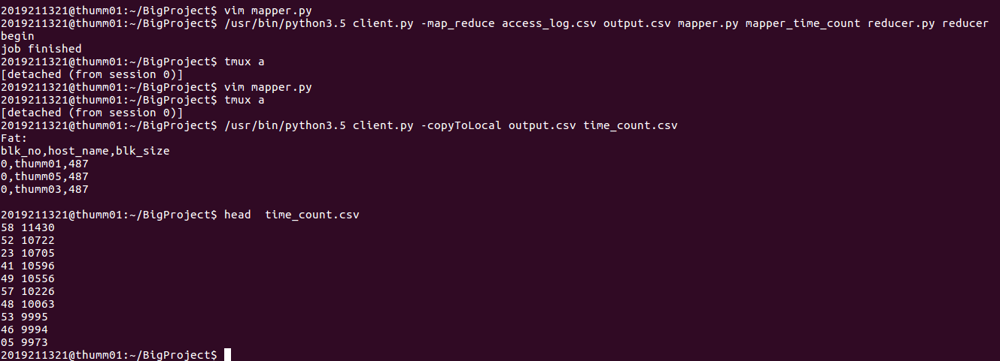 2019211321@thumm01:~/BigProject$ vim mapper.py
2019211321@thumm01:~/BigProject$ /usr/bin/python3.5 client.py -map_reduce access_log.csv output.csv mapper.py mapper_time_count reducer.py reducer
begin
job finished
2019211321@thumm01:~/BigProject$ tmux a
[detached (from session 0)]
2019211321@thumm01:~/BigProject$ vim mapper.py
2019211321@thumm01:~/BigProject$ tmux a
[detached (from session 0)]
2019211321@thumm01:~/BigProject$ /usr/bin/python3.5 client.py -copyToLocal output.csv time_count.csv
Fat:
blk_no,host_name,blk_size
0,thumm01,487
0,thumm05,487
0,thumm03,487
2019211321@thumm01:~/BigProject$ head  time_count.csv
58 11430
52 10722
23 10705
41 10596
49 10556
57 10226
48 10063
53 9995
46 9994
05 9973
2019211321@thumm01:~/BigProject$